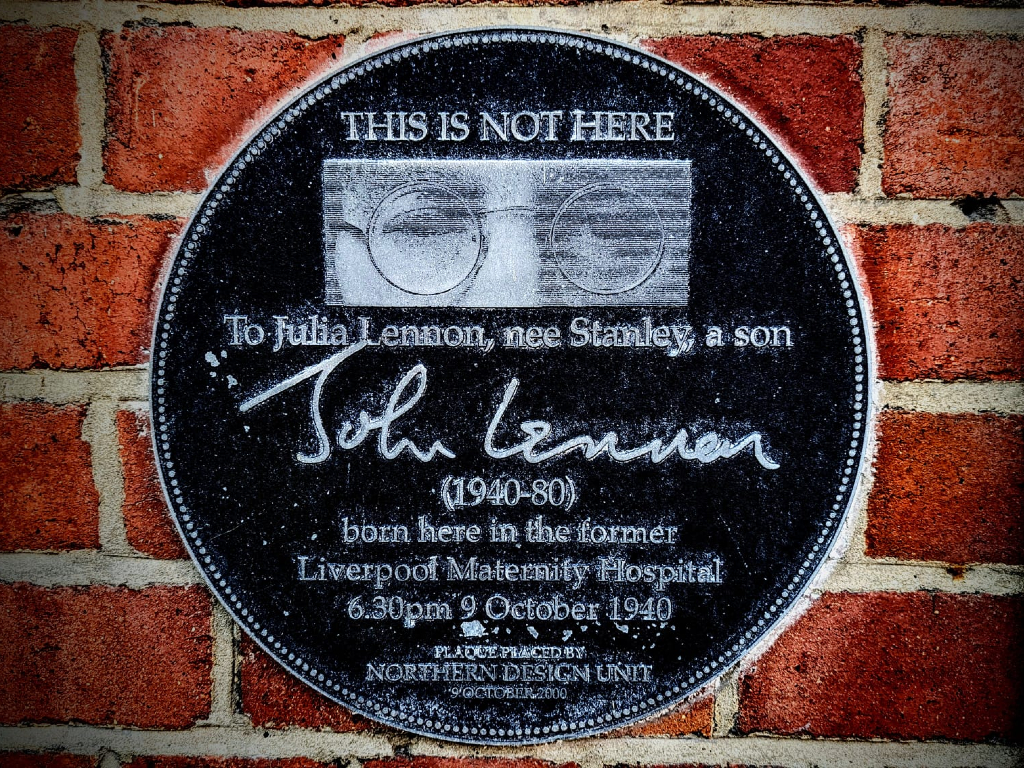 THIS IS NOT HERE
To Julia Lennon, nee Stanley, a son
John Lennon
(1940-80)
born here in the former
Liverpool Maternity Hospital
6.30pm 9 October 1940
PLAQUE PLACED BY
NORTHERN DESIGN UNIT
9 OCTOBER 2000